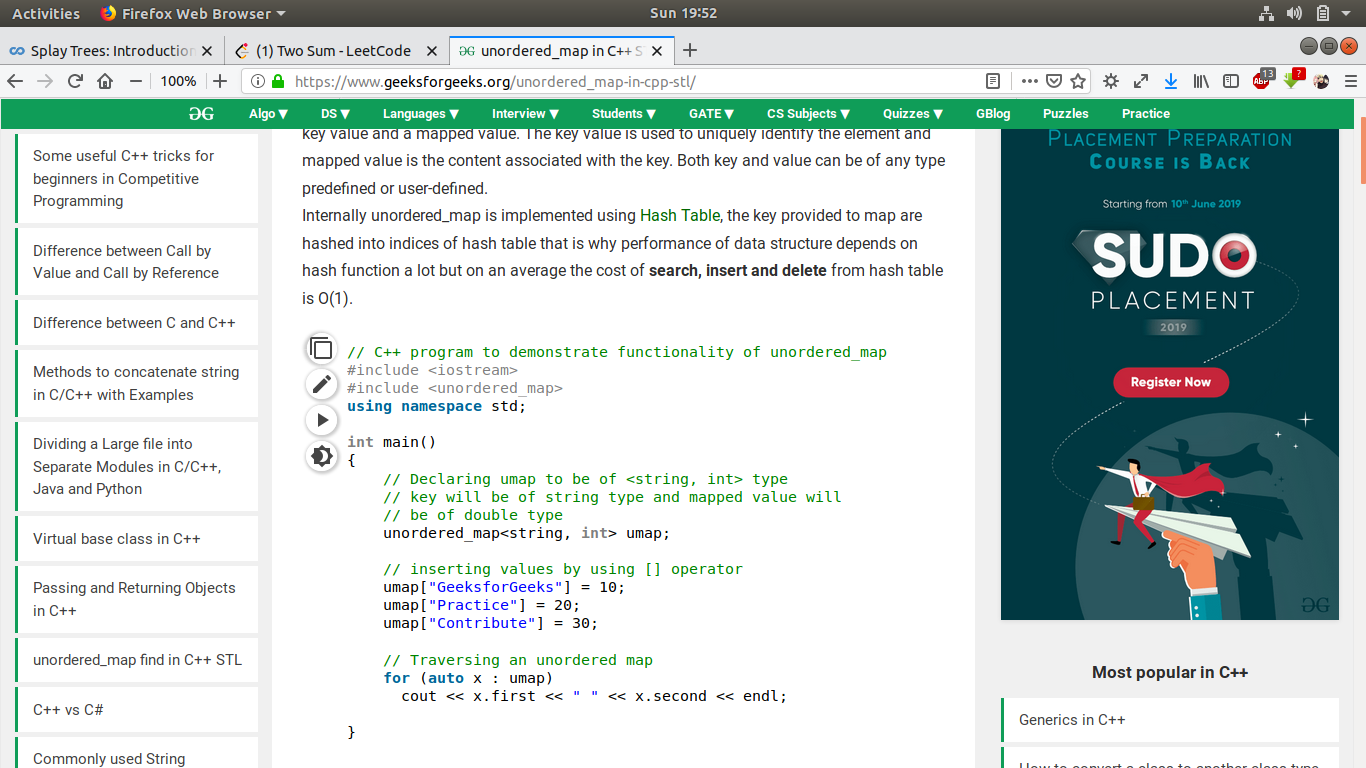 Activities Firefox Web Browser Sun 19:52
Splay Trees: Introduction (1) Two Sum - LeetCode unordered_map in C++ S
100% https://www.geeksforgeeks.org/unordered_map-in-cpp-stl/ ABP 13 ?
GG Algo ▼ DS ▼ Languages ▼ Interview ▼ Students ▼ GATE ▼ CS Subjects ▼ Quizzes ▼ GBlog Puzzles Practice
Some useful C++ tricks for
beginners in Competitive
Programming
Difference between Call by
Value and Call by Reference
Difference between C and C++
Methods to concatenate string
in C/C++ with Examples
Dividing a Large file into
Separate Modules in C/C++,
Java and Python
Virtual base class in C++
Passing and Returning Objects
in C++
unordered_map find in C++ STL
C++ vs C#
Commonly used String
key value and a mapped value. The key value is used to uniquely identify the element and
mapped value is the content associated with the key. Both key and value can be of any type
predefined or user-defined.
Internally unordered_map is implemented using Hash Table, the key provided to map are
hashed into indices of hash table that is why performance of data structure depends on
hash function a lot but on an average the cost of search, insert and delete from hash table
is O(1).
// C++ program to demonstrate functionality of unordered_map
#include <iostream>
#include <unordered_map>
using namespace std;
int main()
{
// Declaring umap to be of <string, int> type
// key will be of string type and mapped value will
// be of double type
unordered_map<string, int> umap;
// inserting values by using [] operator
umap["GeeksforGeeks"] = 10;
umap["Practice"] = 20;
umap["Contribute"] = 30;
// Traversing an unordered map
for (auto x : umap)
cout << x.first << " " << x.second << endl;
}
PLACEMENT PREPARATION
COURSE IS BACK
Starting from 10th June 2019
SUDO
PLACEMENT
2019
Register Now
GG
Most popular in C++
Generics in C++
How to convert a class to another class type